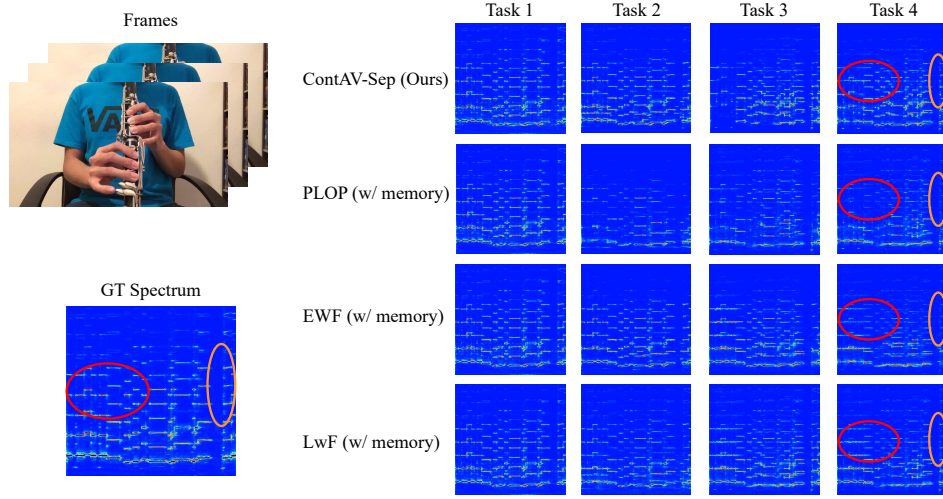 Frames
Task 1
Task 2
Task 3
Task 4
ContAV-Sep (Ours)
PLOP (w/ memory)
GT Spectrum
EWF (w/ memory)
LwF (w/ memory)